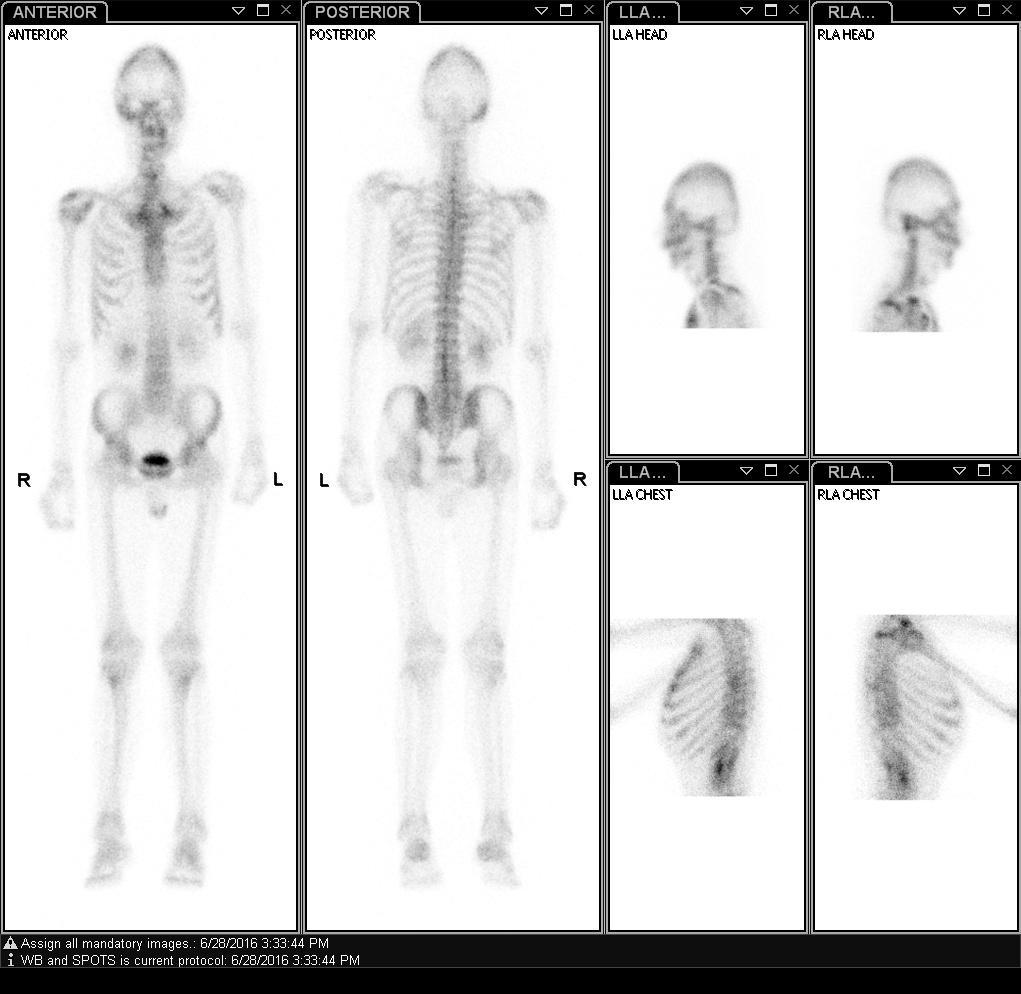 ANTERIOR
POSTERIOR
LLA...
RLA...
ANTERIOR
POSTERIOR
LLA HEAD
RLA HEAD
R
L
L
R
LLA...
RLA...
LLA CHEST
RLA CHEST
Assign all mandatory images.: 6/28/2016 3:33:44 PM
WB and SPOTS is current protocol: 6/28/2016 3:33:44 PM